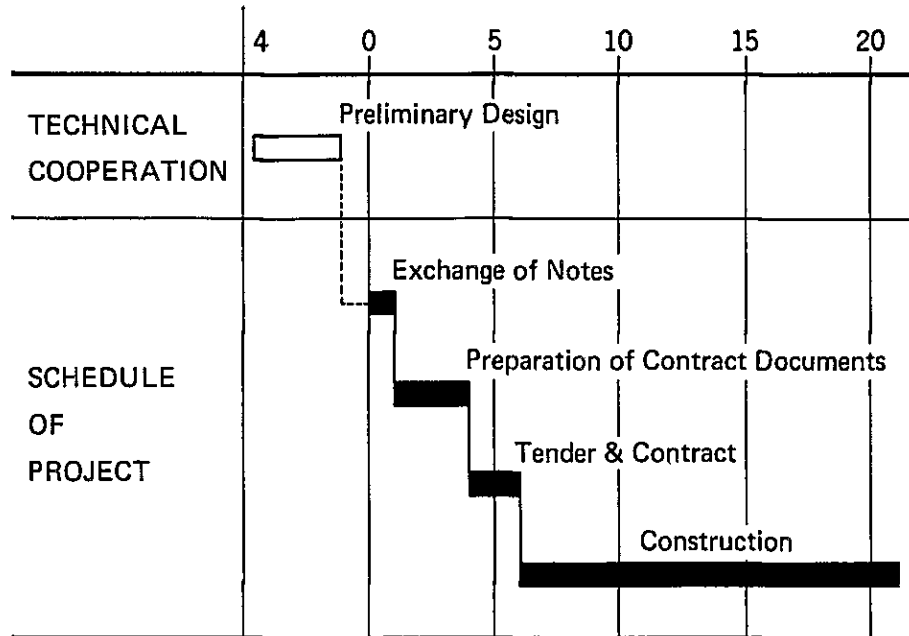 4 0 5 10 15 20
TECHNICAL
COOPERATION
Preliminary Design
SCHEDULE
OF
PROJECT
Exchange of Notes
Preparation of Contract Documents
Tender & Contract
Construction